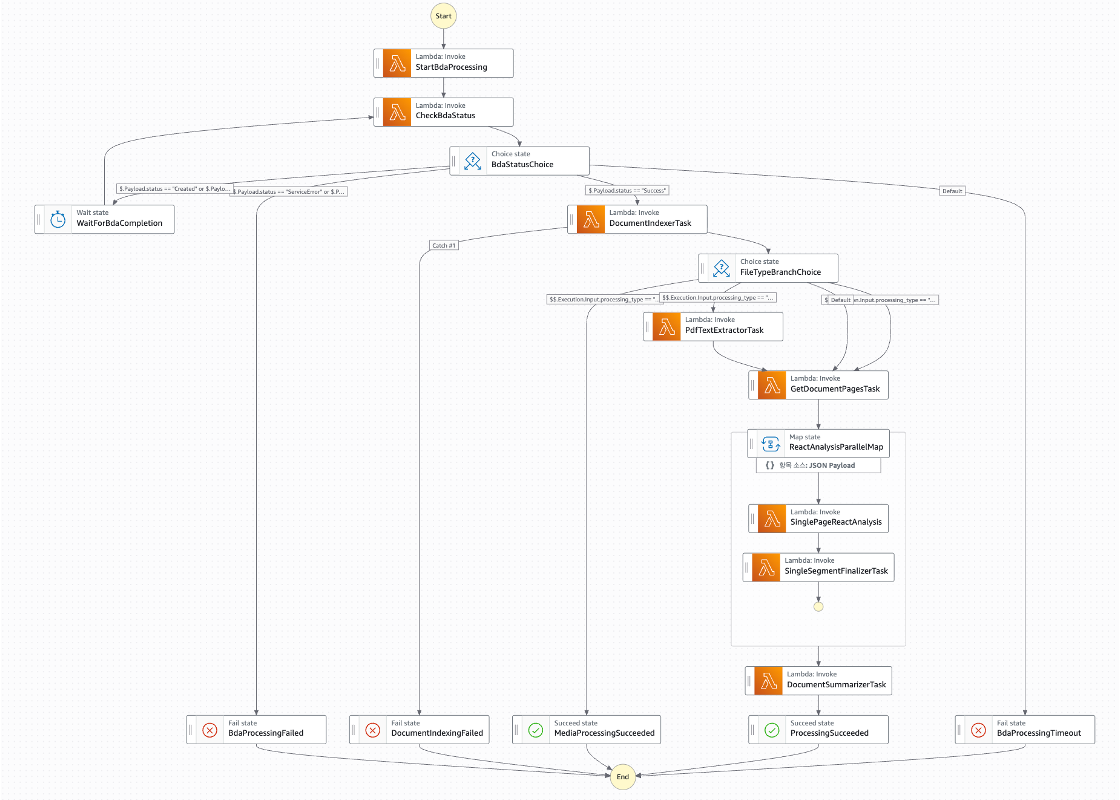 Start
Lambda: Invoke
StartBdaProcessing
Lambda: Invoke
CheckBdaStatus
Choice state
BdaStatusChoice
$.Payload.status == "Created" or $.Paylo...
$.Payload.status == "ServiceError" or $.P...
$.Payload.status == "Success"
Default
Wait state
WaitForBdaCompletion
Lambda: Invoke
DocumentIndexerTask
Catch #1
Choice state
FileTypeBranchChoice
$$.Execution.Input.processing_type == "...
$$.Execution.Input.processing_type == "...
Default
n.Input.processing_type == "...
Lambda: Invoke
PdfTextExtractorTask
Lambda: Invoke
GetDocumentPagesTask
Map state
ReactAnalysisParallelMap
{} 항목 소스: JSON Payload
Lambda: Invoke
SinglePageReactAnalysis
Lambda: Invoke
SingleSegmentFinalizerTask
Lambda: Invoke
DocumentSummarizerTask
Fail state
BdaProcessingFailed
Fail state
DocumentIndexingFailed
Succeed state
MediaProcessingSucceeded
Succeed state
ProcessingSucceeded
Fail state
BdaProcessingTimeout
End